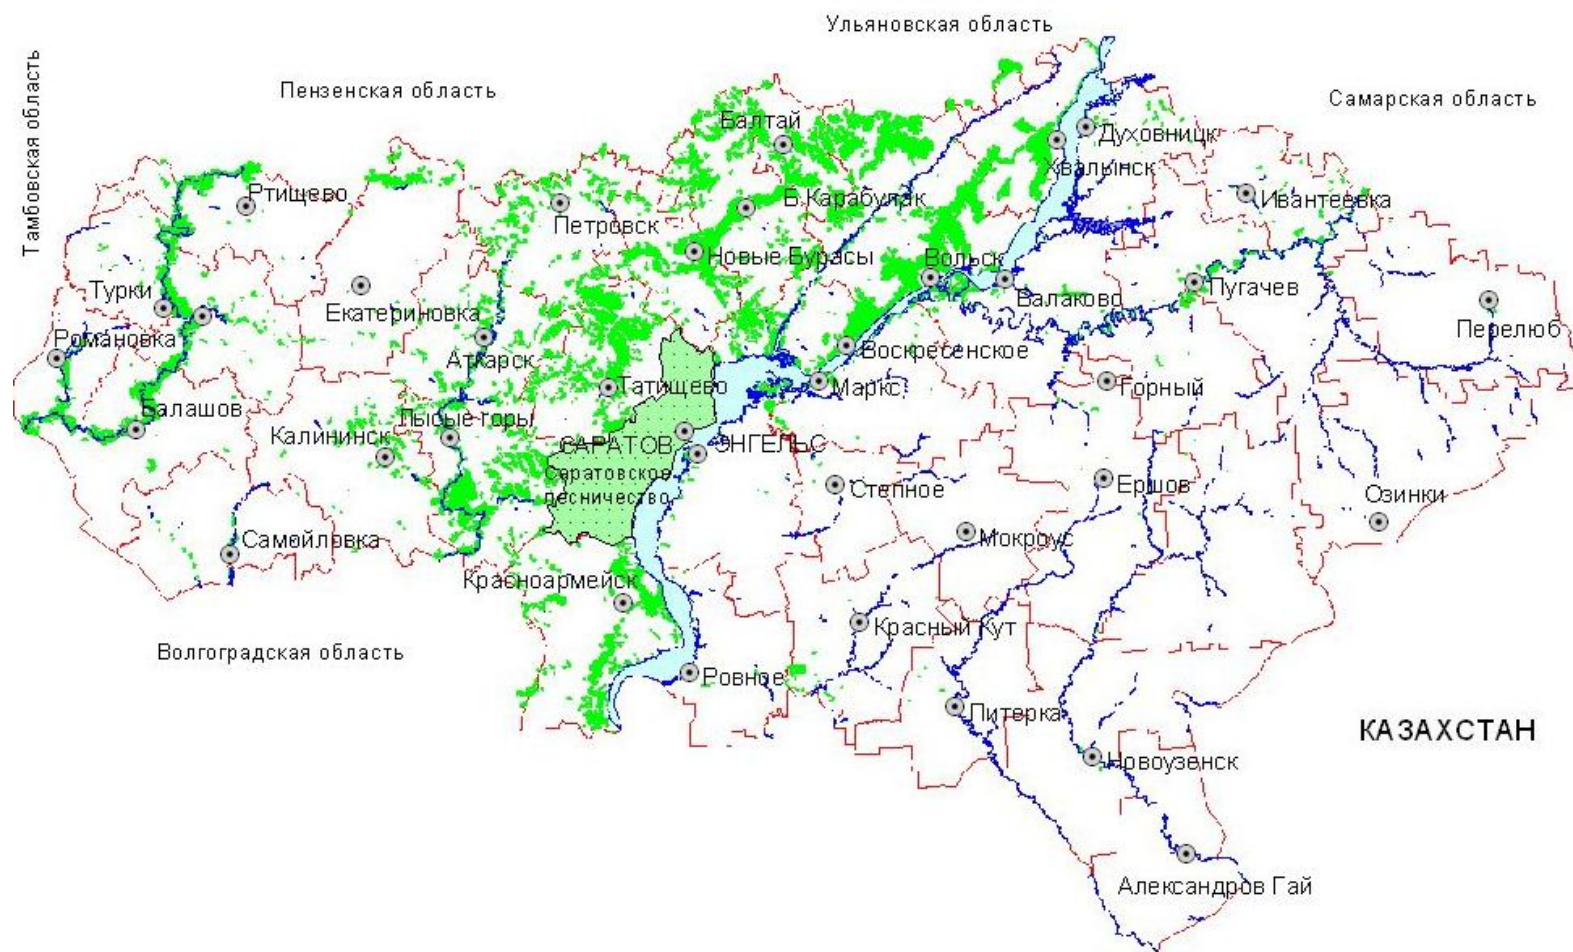 Ульяновская область
Пензенская область
Тамбовская область
Самарская область
Балтай
Духовницк
Хвалынск
Ртищево
Петровск
Б.Карабулак
Ивантеевка
Новые Бурасы
Вольск
Балаково
Пугачев
Турки
Екатериновка
Перелюб
Романовка
Аткарск
Воскресенское
Татищево
Маркс
Горный
Балашов
Калининск
Лысые горы
САРАТОВ
ЭНГЕЛЬС
Саратовское
лесничество
Степное
Ершов
Озинки
Самойловка
Мокроус
Красноармейск
Красный Кут
Волгоградская область
Ровное
Питерка
КАЗАХСТАН
Новоузенск
Александров Гай